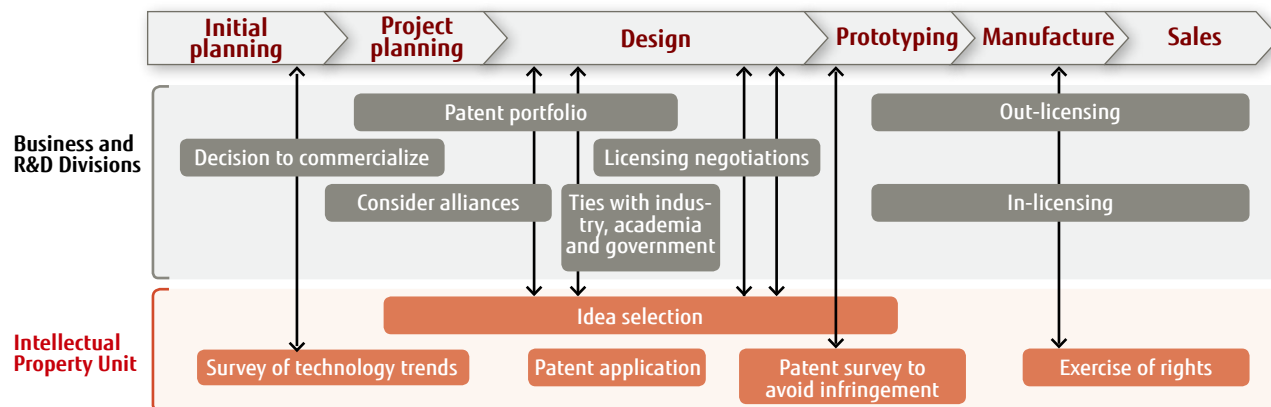 Initial
planning
Project
planning
Design
Prototyping
Manufacture
Sales
Business and
R&D Divisions
Patent portfolio
Out-licensing
Decision to commercialize
Licensing negotiations
Consider alliances
Ties with indus-
try, academia
and government
In-licensing
Intellectual
Property Unit
Idea selection
Survey of technology trends
Patent application
Patent survey to
avoid infringement
Exercise of rights